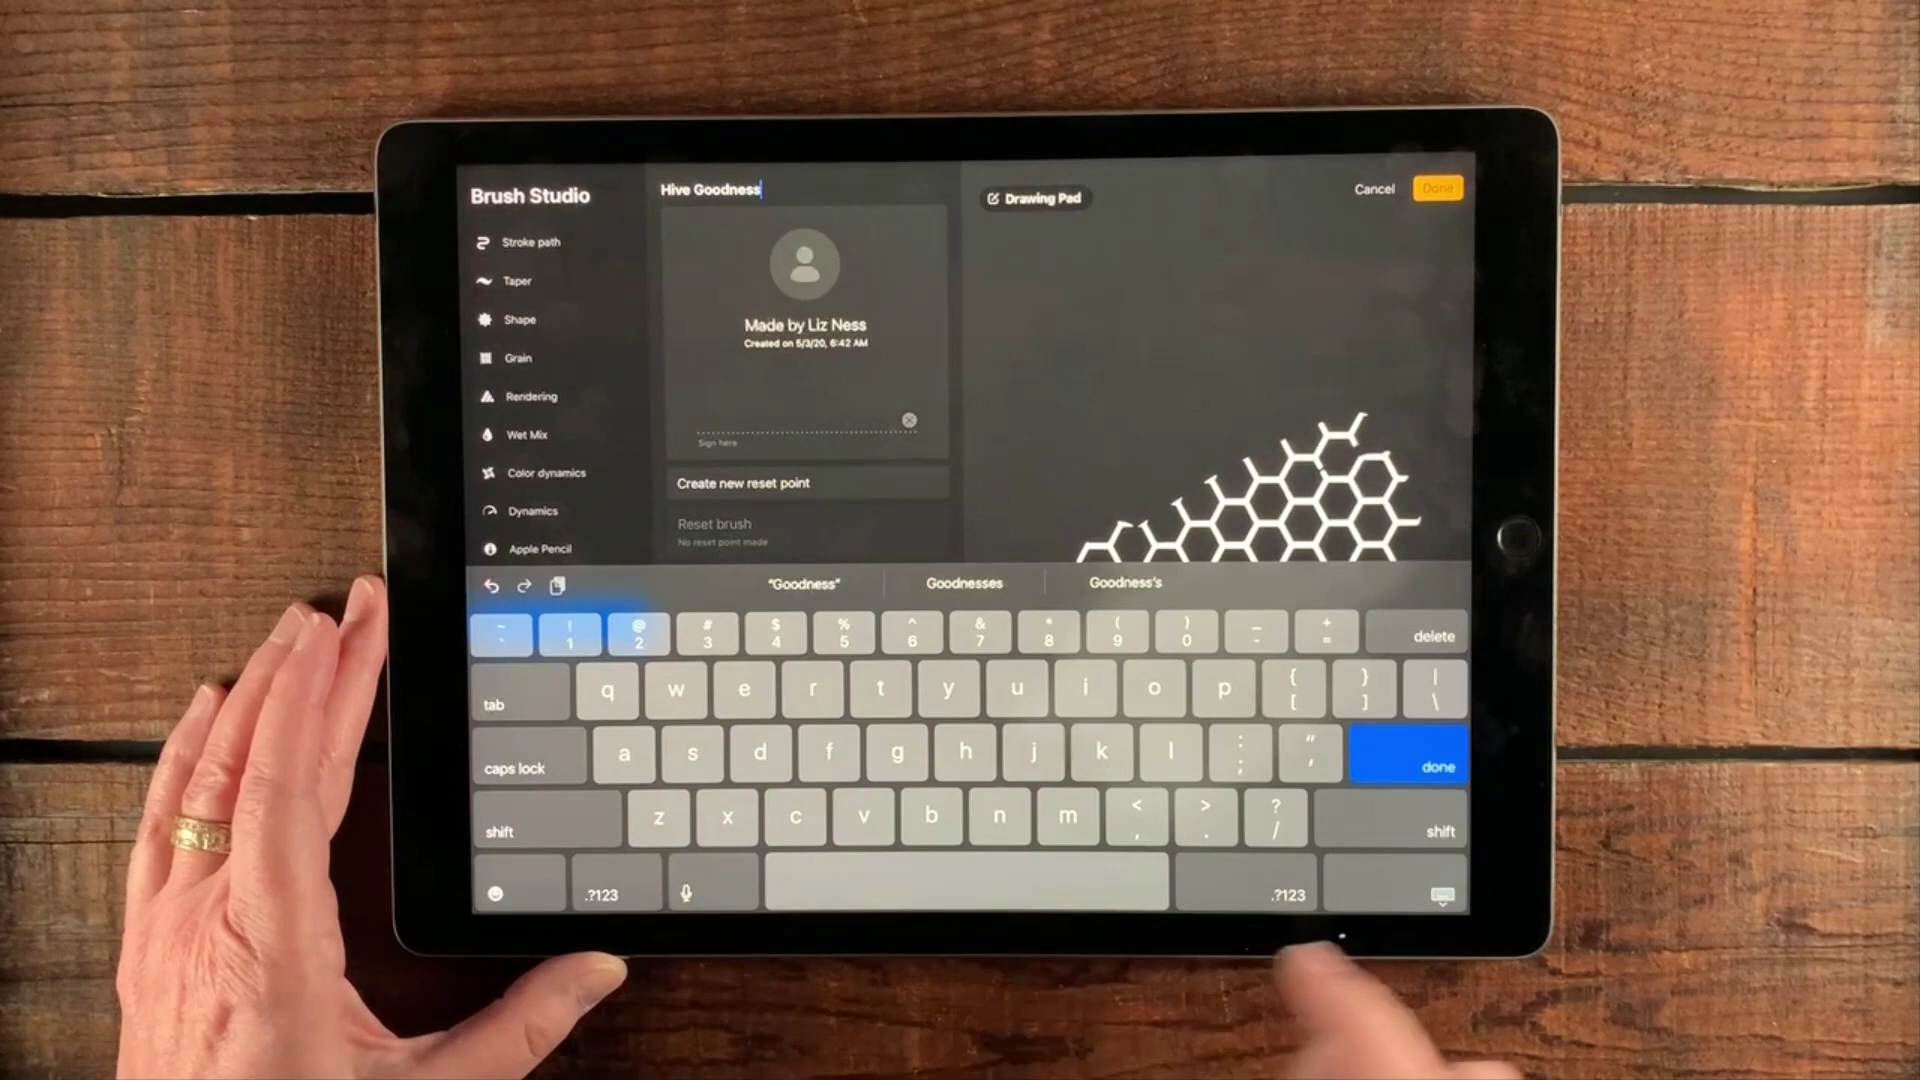 Brush Studio
Stroke path
Taper
Shape
Grain
Rendering
Wet Mix
Color dynamics
Dynamics
Apple Pencil
Hive Goodness
Made by Liz Ness
Created on 5/3/20, 6:42 AM
Sign here
Create new reset point
Reset brush
No reset point made
Drawing Pad
Cancel
Done
"Goodness" Goodnesses Goodness's
~ ! @ # $ % ^ & * ( ) _ +
` 1 2 3 4 5 6 7 8 9 0 - = delete
tab q w e r t y u i o p { [ } ] | \
caps lock a s d f g h j k l : ; " ' done
shift z x c v b n m < , > . ? / shift
.?123 .?123